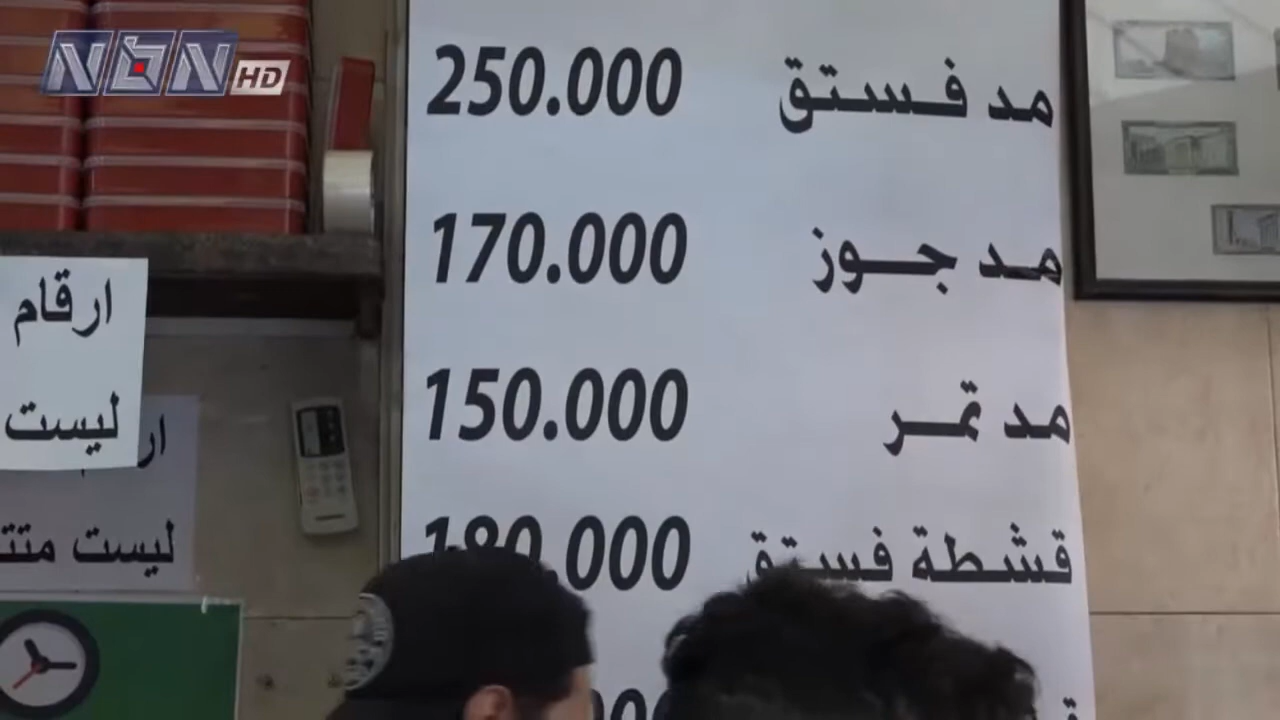 NBN HD
مد فستق 250.000
مد جوز 170.000
مد تمر 150.000
قشطة فستق 180.000
ارقام
ليست
ليست